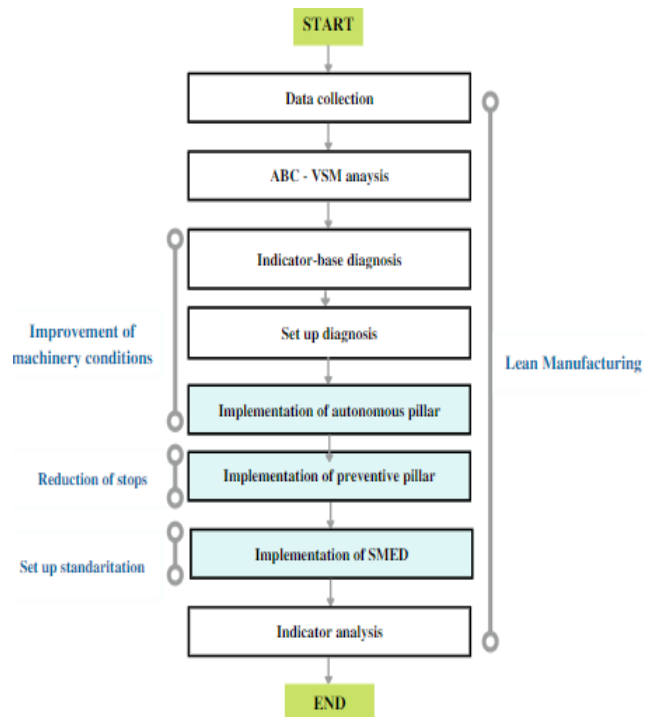 START
Data collection
ABC - VSM anaysis
Indicator-base diagnosis
Set up diagnosis
Improvement of
machinery conditions
Lean Manufacturing
Implementation of autonomous pillar
Reduction of stops
Implementation of preventive pillar
Set up standaritation
Implementation of SMED
Indicator analysis
END